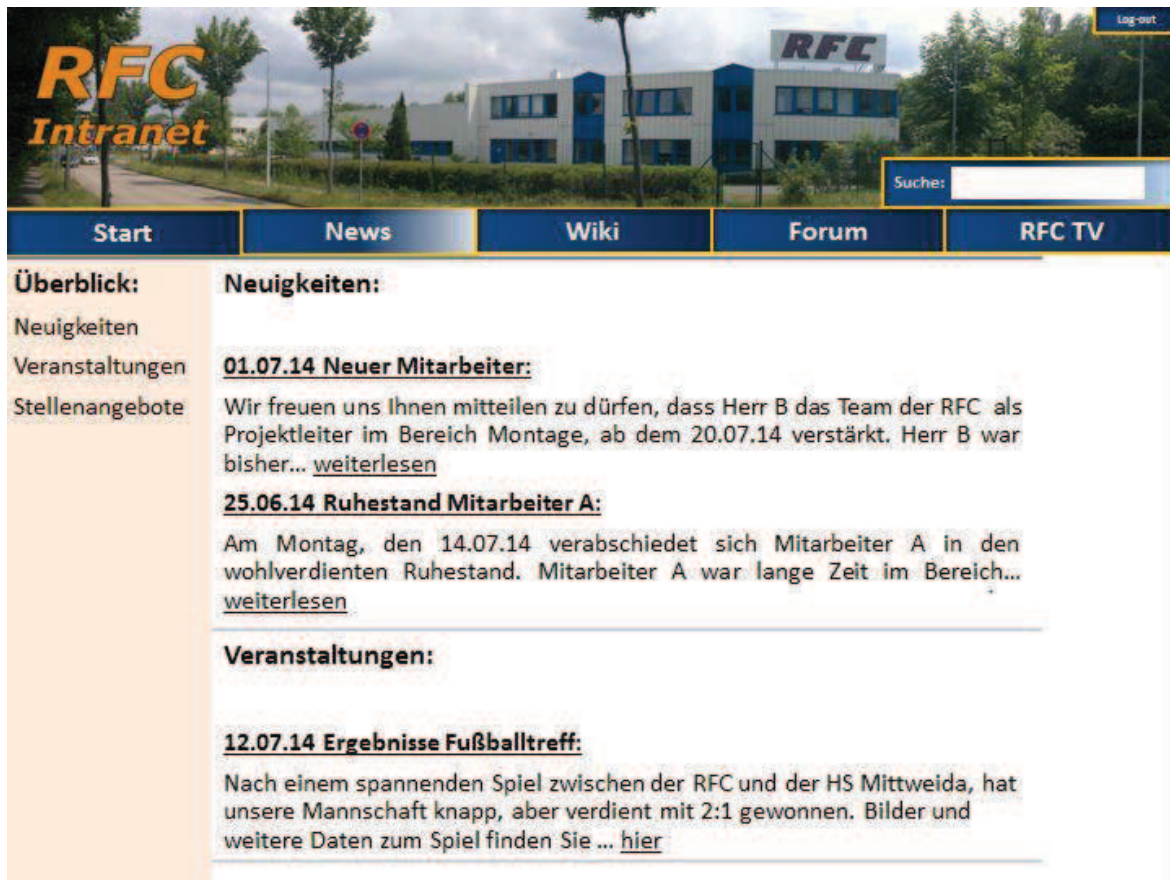 RFC
Intranet
RFC
Log-out
Suche:
Start News Wiki Forum RFC TV
Überblick:
Neuigkeiten
Veranstaltungen
Stellenangebote
Neuigkeiten:
01.07.14 Neuer Mitarbeiter:
Wir freuen uns Ihnen mitteilen zu dürfen, dass Herr B das Team der RFC als
Projektleiter im Bereich Montage, ab dem 20.07.14 verstärkt. Herr B war
bisher... weiterlesen
25.06.14 Ruhestand Mitarbeiter A:
Am Montag, den 14.07.14 verabschiedet sich Mitarbeiter A in den
wohlverdienten Ruhestand. Mitarbeiter A war lange Zeit im Bereich...
weiterlesen
Veranstaltungen:
12.07.14 Ergebnisse Fußballtreff:
Nach einem spannenden Spiel zwischen der RFC und der HS Mittweida, hat
unsere Mannschaft knapp, aber verdient mit 2:1 gewonnen. Bilder und
weitere Daten zum Spiel finden Sie ... hier